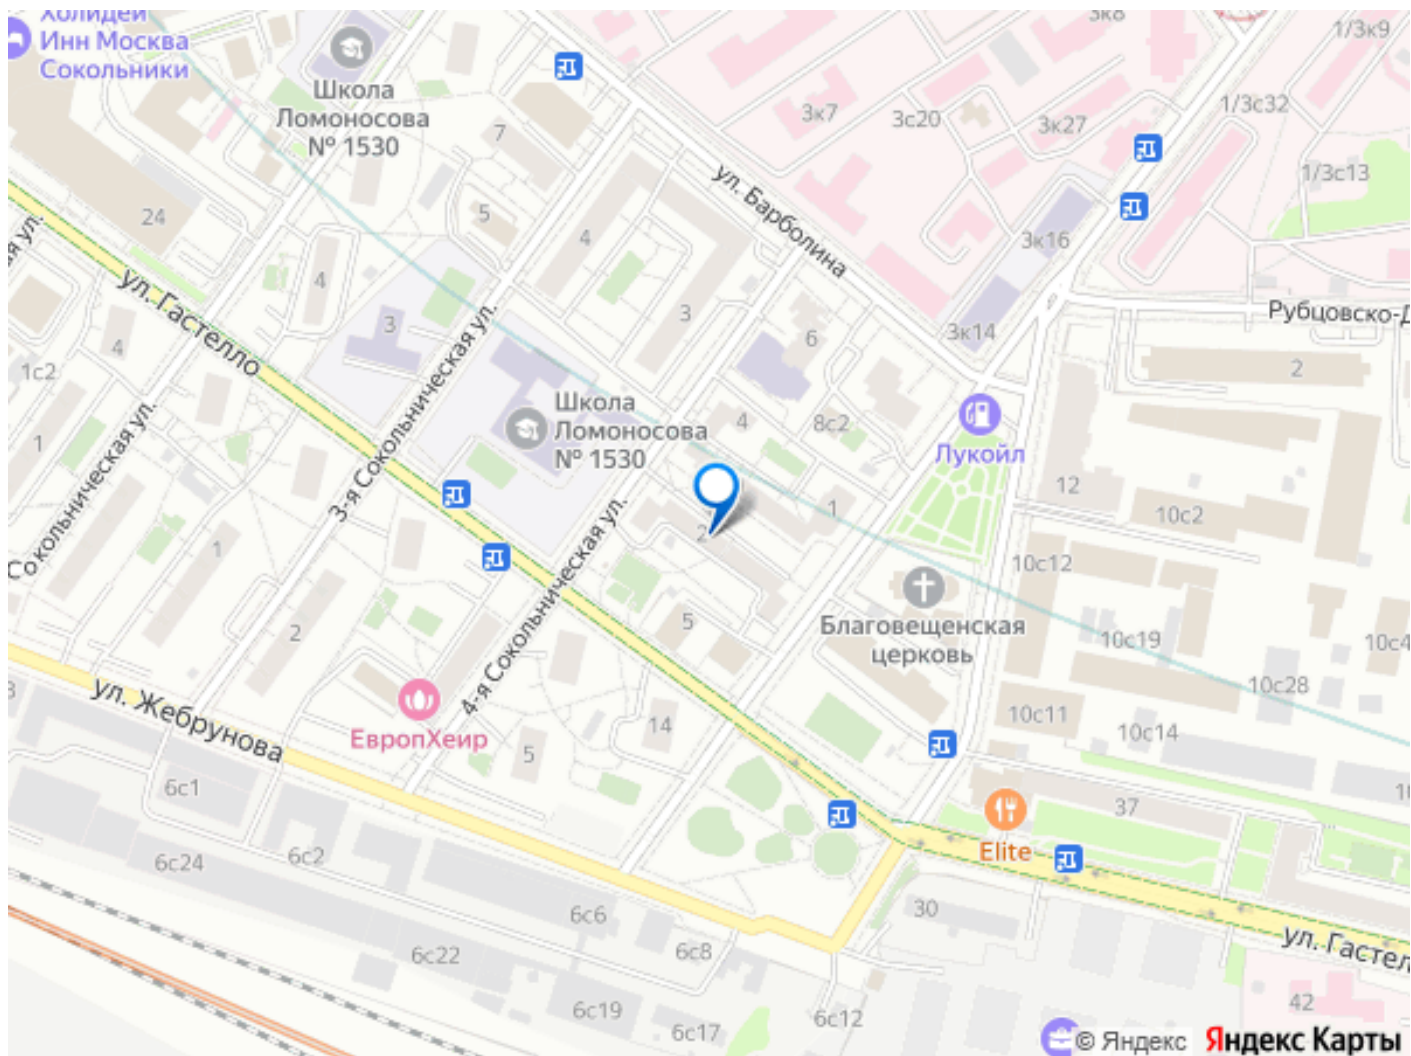 Холидей
Инн Москва
Сокольники
Школа
Ломоносова
№ 1530
3к8
1/3к9
3к7
3с20
3к27
1/3с32
1/3с13
7
5
4
24
ул. Барболина
3к16
4
3
3
6
3к14
Рубцовско-Д
ая ул.
ул. Гастелло
4
1с2
1
2
Школа
Ломоносова
№ 1530
4
8с2
Лукойл
3-я Сокольническая ул.
Сокольническая ул.
12
10с2
1
1
2
10с12
4-я Сокольническая ул.
5
2
Благовещенская
церковь
10с19
10с4
10с28
ул. Жебрунова
ЕвропХеир
14
5
10с11
10с14
6с1
6с2
6с24
37
Elite
30
6с6
6с8
6с22
6с19
6с17
6с12
ул. Гастел
42
© Яндекс Яндекс Карты